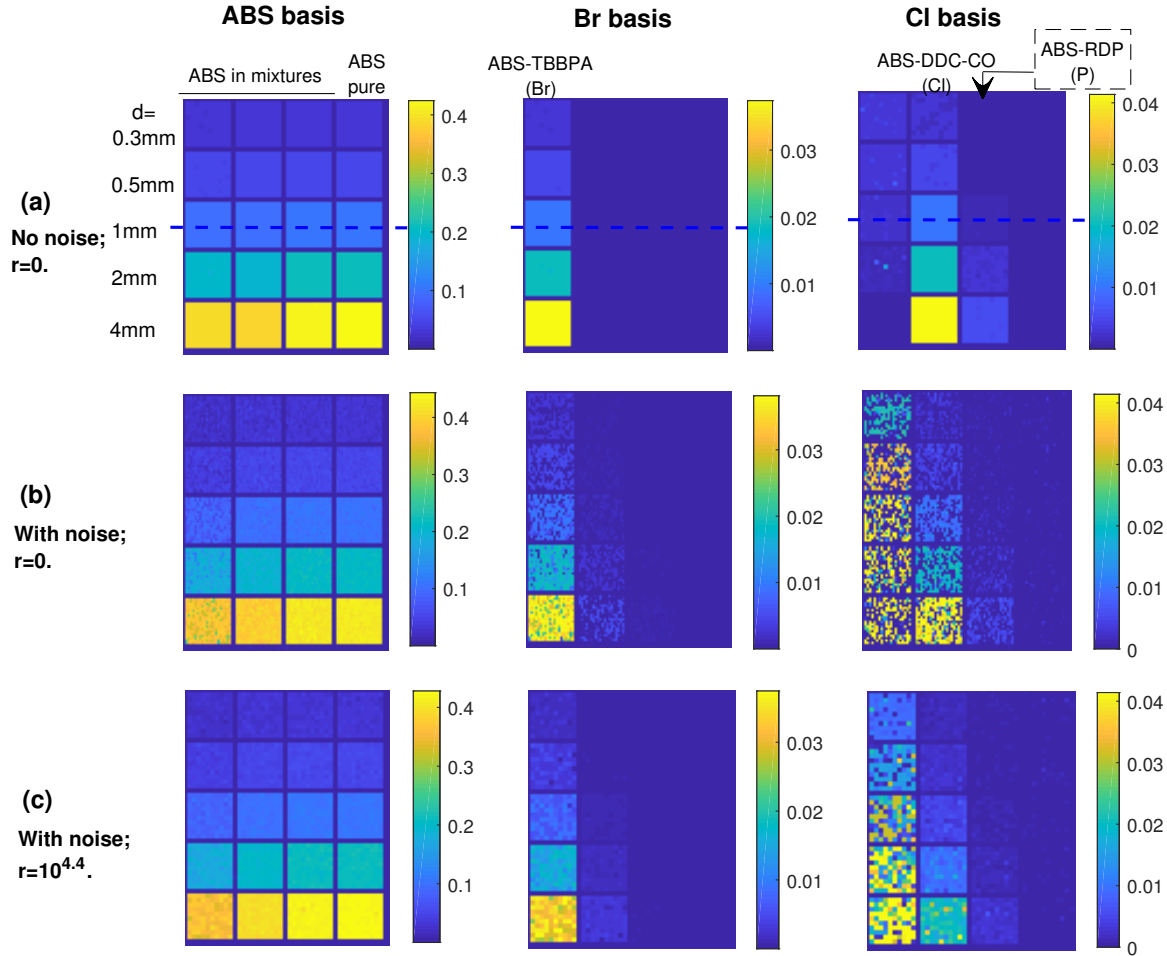 ABS basis
Br basis
Cl basis
ABS in mixtures
ABS
pure
ABS-TBBPA
(Br)
ABS-DDC-CO
(Cl)
ABS-RDP
(P)
d=
0.3mm
0.5mm
1mm
2mm
4mm
(a)
No noise;
r=0.
0.4
0.3
0.2
0.1
0.03
0.02
0.01
0.04
0.03
0.02
0.01
(b)
With noise;
r=0.
0.4
0.3
0.2
0.1
0.03
0.02
0.01
0.04
0.03
0.02
0.01
0
(c)
With noise;
r=10^4.4.
0.4
0.3
0.2
0.1
0.03
0.02
0.01
0.04
0.03
0.02
0.01
0